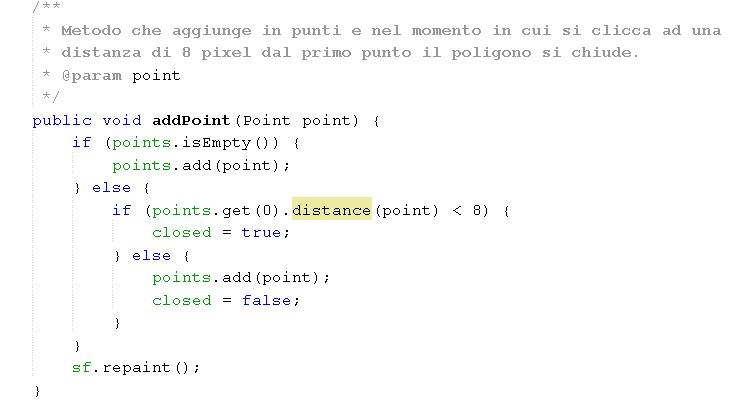 /**
 * Metodo che aggiunge in punti e nel momento in cui si clicca ad una
 * distanza di 8 pixel dal primo punto il poligono si chiude.
 * @param point
 */
public void addPoint(Point point) {
    if (points.isEmpty()) {
        points.add(point);
    } else {
        if (points.get(0).distance(point) < 8) {
            closed = true;
        } else {
            points.add(point);
            closed = false;
        }
    }
    sf.repaint();
}